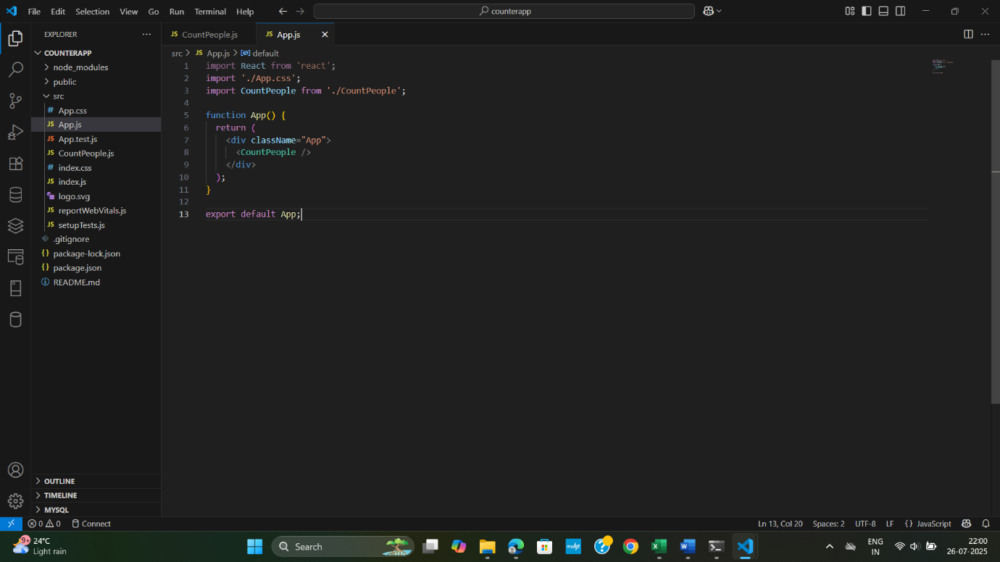 File Edit Selection View Go Run Terminal Help
counterapp
EXPLORER
COUNTERAPP
node_modules
public
src
# App.css
JS App.js
JS App.test.js
JS CountPeople.js
# index.css
JS index.js
logo.svg
JS reportWebVitals.js
JS setupTests.js
.gitignore
{} package-lock.json
{} package.json
README.md
OUTLINE
TIMELINE
MYSQL
JS CountPeople.js JS App.js
src > JS App.js > default
1 import React from 'react';
2 import './App.css';
3 import CountPeople from './CountPeople';
4
5 function App() {
6 return (
7 <div className="App">
8 <CountPeople />
9 </div>
10 );
11 }
12
13 export default App;
0 0 Connect
Ln 13, Col 20 Spaces: 2 UTF-8 LF {} JavaScript
9+ 24°C
Light rain
Search
ENG
IN
22:00
26-07-2025